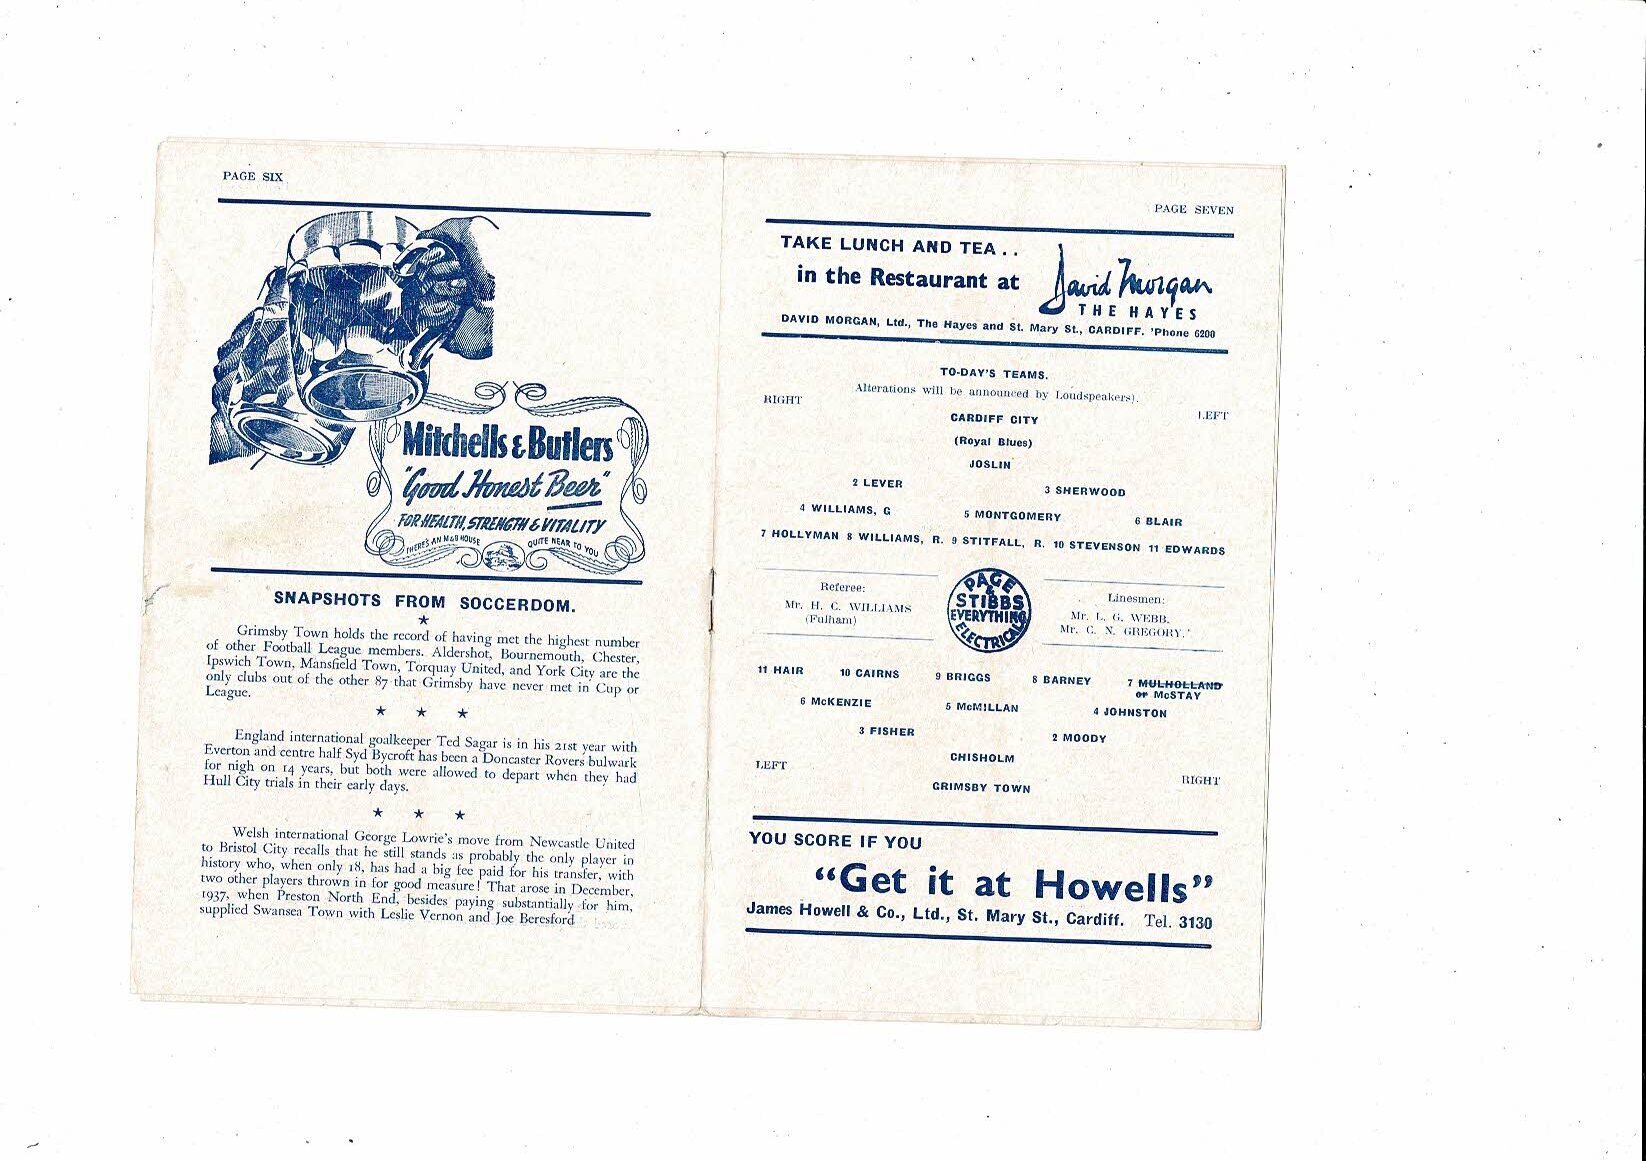 PAGE SIX
Mitchells & Butlers
"Good Honest Beer"
FOR HEALTH, STRENGTH & VITALITY
THERE'S AN M&B HOUSE QUITE NEAR TO YOU
SNAPSHOTS FROM SOCCERDOM.
★
Grimsby Town holds the record of having met the highest number
of other Football League members. Aldershot, Bournemouth, Chester,
Ipswich Town, Mansfield Town, Torquay United, and York City are the
only clubs out of the other 87 that Grimsby have never met in Cup or
League.
★ ★ ★
England international goalkeeper Ted Sagar is in his 21st year with
Everton and centre half Syd Bycroft has been a Doncaster Rovers bulwark
for nigh on 14 years, but both were allowed to depart when they had
Hull City trials in their early days.
★ ★ ★
Welsh international George Lowrie's move from Newcastle United
to Bristol City recalls that he still stands as probably the only player in
history who, when only 18, has had a big fee paid for his transfer, with
two other players thrown in for good measure! That arose in December,
1937, when Preston North End, besides paying substantially for him,
supplied Swansea Town with Leslie Vernon and Joe Beresford
PAGE SEVEN
TAKE LUNCH AND TEA . .
in the Restaurant at David Morgan
THE HAYES
DAVID MORGAN, Ltd., The Hayes and St. Mary St., CARDIFF. 'Phone 6200
TO-DAY'S TEAMS.
Alterations will be announced by Loudspeakers).
RIGHT LEFT
CARDIFF CITY
(Royal Blues)
JOSLIN
2 LEVER 3 SHERWOOD
4 WILLIAMS, G 5 MONTGOMERY 6 BLAIR
7 HOLLYMAN 8 WILLIAMS, R. 9 STITFALL, R. 10 STEVENSON 11 EDWARDS
Referee:
Mr. H. C. WILLIAMS
(Fulham)
PAGE
&
STIBBS
EVERYTHING
ELECTRICAL
Linesmen:
Mr. L. G. WEBB.
Mr. C. N. GREGORY.'
11 HAIR 10 CAIRNS 9 BRIGGS 8 BARNEY 7 MULHOLLAND
or McSTAY
6 McKENZIE 5 McMILLAN 4 JOHNSTON
3 FISHER 2 MOODY
CHISHOLM
LEFT RIGHT
GRIMSBY TOWN
YOU SCORE IF YOU
"Get it at Howells"
James Howell & Co., Ltd., St. Mary St., Cardiff. Tel. 3130